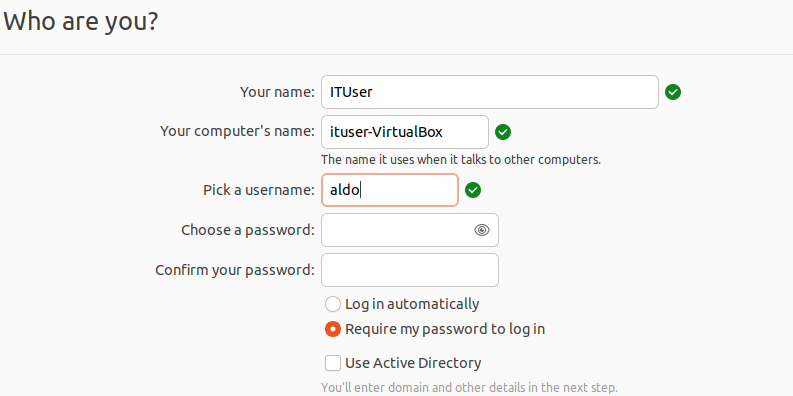 Who are you?
Your name: ITUser
Your computer's name: ituser-VirtualBox
The name it uses when it talks to other computers.
Pick a username: aldo
Choose a password:
Confirm your password:
Log in automatically
Require my password to log in
Use Active Directory
You'll enter domain and other details in the next step.